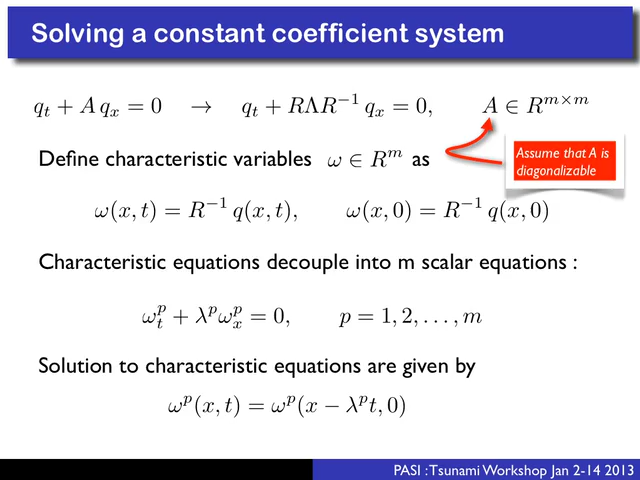 Solving a constant coefficient system
q_t + A q_x = 0 → q_t + RΛR^{-1} q_x = 0, A ∈ R^{m×m}
Define characteristic variables ω ∈ R^m as
Assume that A is
diagonalizable
ω(x, t) = R^{-1} q(x, t), ω(x, 0) = R^{-1} q(x, 0)
Characteristic equations decouple into m scalar equations :
ω^p_t + λ^p ω^p_x = 0, p = 1, 2, . . . , m
Solution to characteristic equations are given by
ω^p(x, t) = ω^p(x − λ^p t, 0)
PASI : Tsunami Workshop Jan 2-14 2013